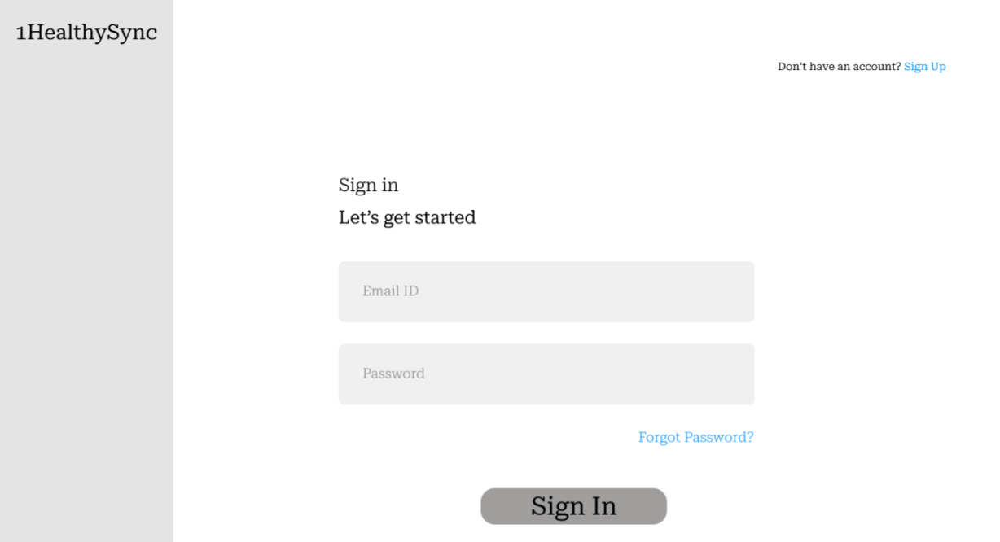 1HealthySync
Don't have an account? Sign Up
Sign in
Let's get started
Email ID
Password
Forgot Password?
Sign In